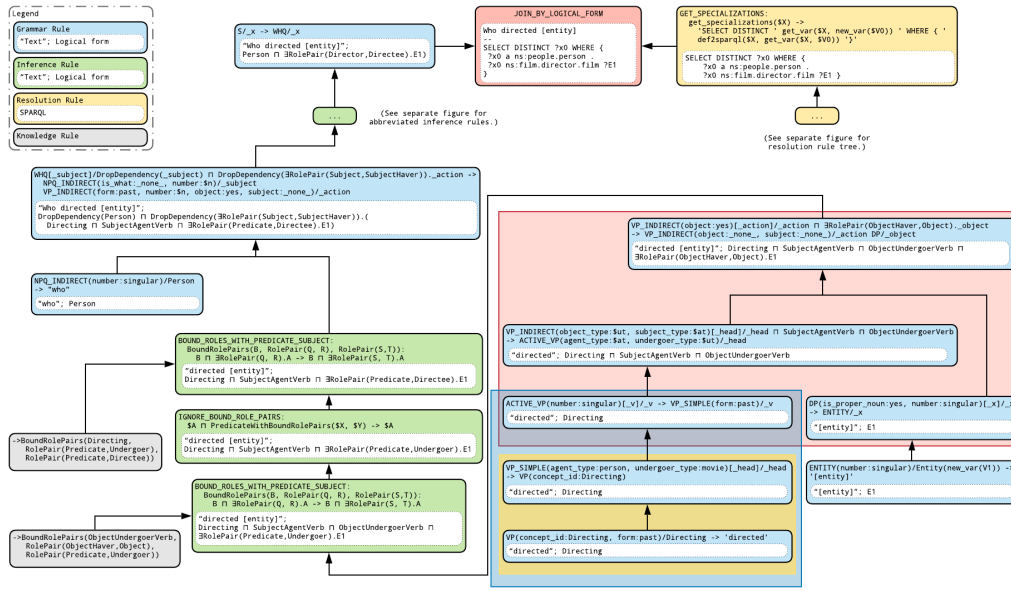 Legend
Grammar Rule
"Text"; Logical form
Inference Rule
"Text"; Logical form
Resolution Rule
SPARQL
Knowledge Rule
S/_x -> WHQ/_x
"Who directed [entity]";
Person ⊓ ∃RolePair(Director,Directee).E1)
...
(See separate figure for
abbreviated inference rules.)
JOIN_BY_LOGICAL_FORM
Who directed [entity]
--
SELECT DISTINCT ?x0 WHERE {
?x0 a ns:people.person .
?x0 ns:film.director.film ?E1
}
GET_SPECIALIZATIONS:
get_specializations($X) ->
'SELECT DISTINCT ' get_var($X, new_var($V0)) ' WHERE { '
def2sparql($X, get_var($X, $V0)) '}'
SELECT DISTINCT ?x0 WHERE {
?x0 a ns:people.person .
?x0 ns:film.director.film ?E1 }
...
(See separate figure for
resolution rule tree.)
WHQ[_subject]/DropDependency(_subject) ⊓ DropDependency(∃RolePair(Subject,SubjectHaver))._action ->
NPQ_INDIRECT(is_what:_none_, number:$n)/_subject
VP_INDIRECT(form:past, number:$n, object:yes, subject:_none_)/_action
"Who directed [entity]";
DropDependency(Person) ⊓ DropDependency(∃RolePair(Subject,SubjectHaver)).(
Directing ⊓ SubjectAgentVerb ⊓ ∃RolePair(Predicate,Directee).E1)
NPQ_INDIRECT(number:singular)/Person
-> "who"
"who"; Person
BOUND_ROLES_WITH_PREDICATE_SUBJECT:
BoundRolePairs(B, RolePair(Q, R), RolePair(S,T)):
B ⊓ ∃RolePair(Q, R).A -> B ⊓ ∃RolePair(S, T).A
"directed [entity]";
Directing ⊓ SubjectAgentVerb ⊓ ∃RolePair(Predicate,Directee).E1
IGNORE_BOUND_ROLE_PAIRS:
$A ⊓ PredicateWithBoundRolePairs($X, $Y) -> $A
"directed [entity]";
Directing ⊓ SubjectAgentVerb ⊓ ∃RolePair(Predicate,Undergoer).E1
->BoundRolePairs(Directing,
RolePair(Predicate,Undergoer),
RolePair(Predicate,Directee))
BOUND_ROLES_WITH_PREDICATE_SUBJECT:
BoundRolePairs(B, RolePair(Q, R), RolePair(S,T)):
B ⊓ ∃RolePair(Q, R).A -> B ⊓ ∃RolePair(S, T).A
"directed [entity]";
Directing ⊓ SubjectAgentVerb ⊓ ObjectUndergoerVerb ⊓
∃RolePair(Predicate,Undergoer).E1
->BoundRolePairs(ObjectUndergoerVerb,
RolePair(ObjectHaver,Object),
RolePair(Predicate,Undergoer))
VP_INDIRECT(object:yes)[_action]/_action ⊓ ∃RolePair(ObjectHaver,Object)._object
-> VP_INDIRECT(object:_none_, subject:_none_)/_action DP/_object
"directed [entity]"; Directing ⊓ SubjectAgentVerb ⊓ ObjectUndergoerVerb ⊓
∃RolePair(ObjectHaver,Object).E1
VP_INDIRECT(object_type:$ut, subject_type:$at)[_head]/_head ⊓ SubjectAgentVerb ⊓ ObjectUndergoerVerb
-> ACTIVE_VP(agent_type:$at, undergoer_type:$ut)/_head
"directed"; Directing ⊓ SubjectAgentVerb ⊓ ObjectUndergoerVerb
ACTIVE_VP(number:singular)[_v]/_v -> VP_SIMPLE(form:past)/_v
"directed"; Directing
DP(is_proper_noun:yes, number:singular)[_x]/_x
-> ENTITY/_x
"[entity]"; E1
VP_SIMPLE(agent_type:person, undergoer_type:movie)[_head]/_head
-> VP(concept_id:Directing)
"directed"; Directing
ENTITY(number:singular)/Entity(new_var(V1)) ->
'[entity]'
"[entity]"; E1
VP(concept_id:Directing, form:past)/Directing -> 'directed'
"directed"; Directing